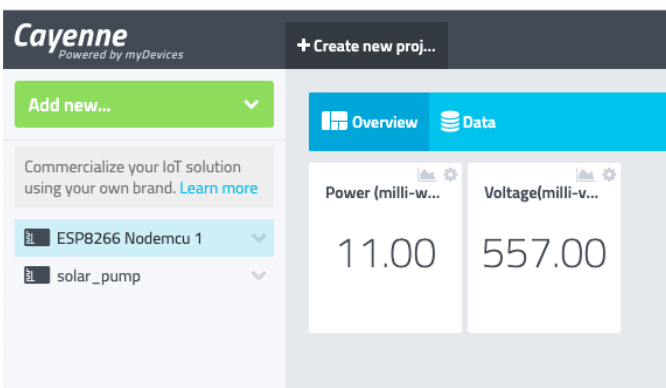 Cayenne
Powered by myDevices
+ Create new proj...
Add new...
Overview
Data
Commercialize your IoT solution
using your own brand. Learn more
ESP8266 Nodemcu 1
solar_pump
Power (milli-w...
Voltage(milli-v...
11.00
557.00